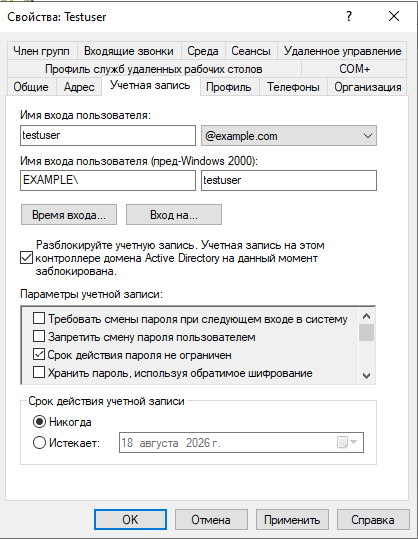 Свойства: Testuser
Член групп Входящие звонки Среда Сеансы Удаленное управление
Профиль служб удаленных рабочих столов COM+
Общие Адрес Учетная запись Профиль Телефоны Организация
Имя входа пользователя:
testuser @example.com
Имя входа пользователя (пред-Windows 2000):
EXAMPLE\ testuser
Время входа... Вход на...
Разблокируйте учетную запись. Учетная запись на этом
контроллере домена Active Directory на данный момент
заблокирована.
Параметры учетной записи:
Требовать смены пароля при следующем входе в систему
Запретить смену пароля пользователем
Срок действия пароля не ограничен
Хранить пароль, используя обратимое шифрование
Срок действия учетной записи
Никогда
Истекает: 18 августа 2026 г.
OK Отмена Применить Справка